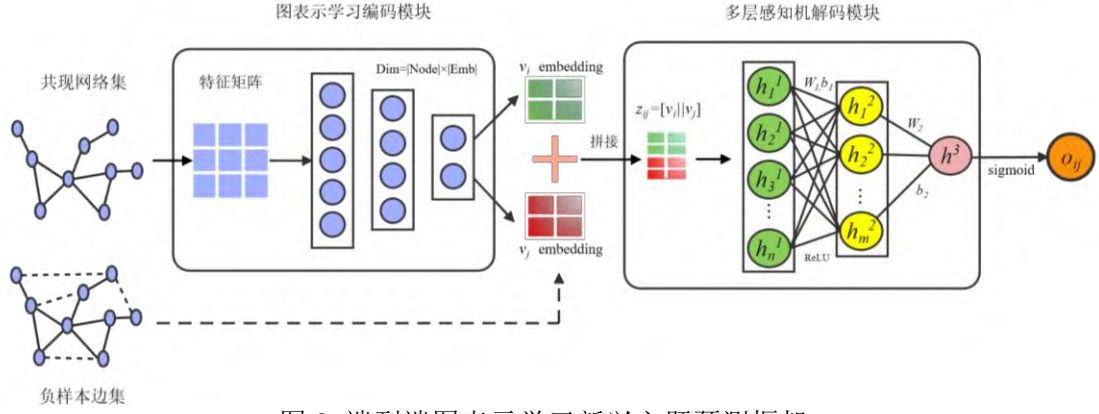 图表示学习编码模块
多层感知机解码模块
共现网络集
特征矩阵
Dim=|Node|×|Emb|
v_i embedding
拼接
v_j embedding
z_ij=[v_i||v_j]
h_1^1
h_2^1
h_3^1
⋮
h_n^1
W_1,b_1
ReLU
h_1^2
h_2^2
⋮
h_m^2
W_2
b_2
h^3
sigmoid
o_ij
负样本边集